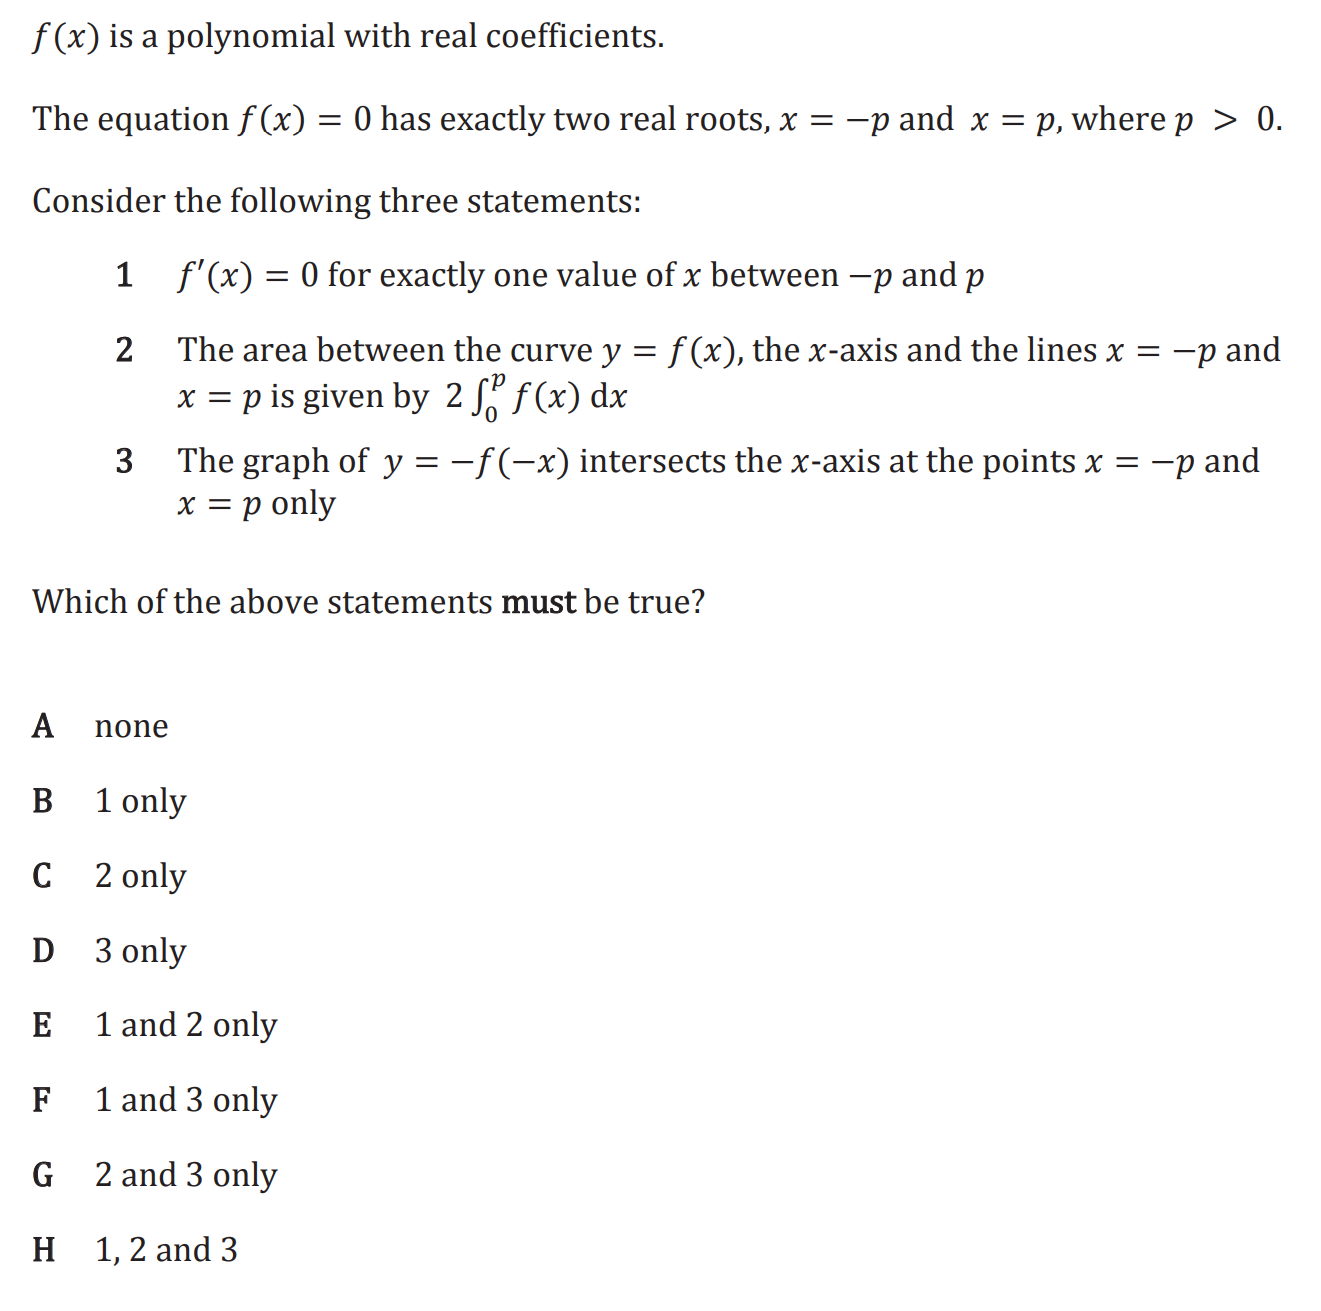 f(x) is a polynomial with real coefficients.
The equation f(x) = 0 has exactly two real roots, x = −p and x = p, where p > 0.
Consider the following three statements:
1 f′(x) = 0 for exactly one value of x between −p and p
2 The area between the curve y = f(x), the x-axis and the lines x = −p and
x = p is given by 2 ∫₀ᵖ f(x) dx
3 The graph of y = −f(−x) intersects the x-axis at the points x = −p and
x = p only
Which of the above statements must be true?
A none
B 1 only
C 2 only
D 3 only
E 1 and 2 only
F 1 and 3 only
G 2 and 3 only
H 1, 2 and 3